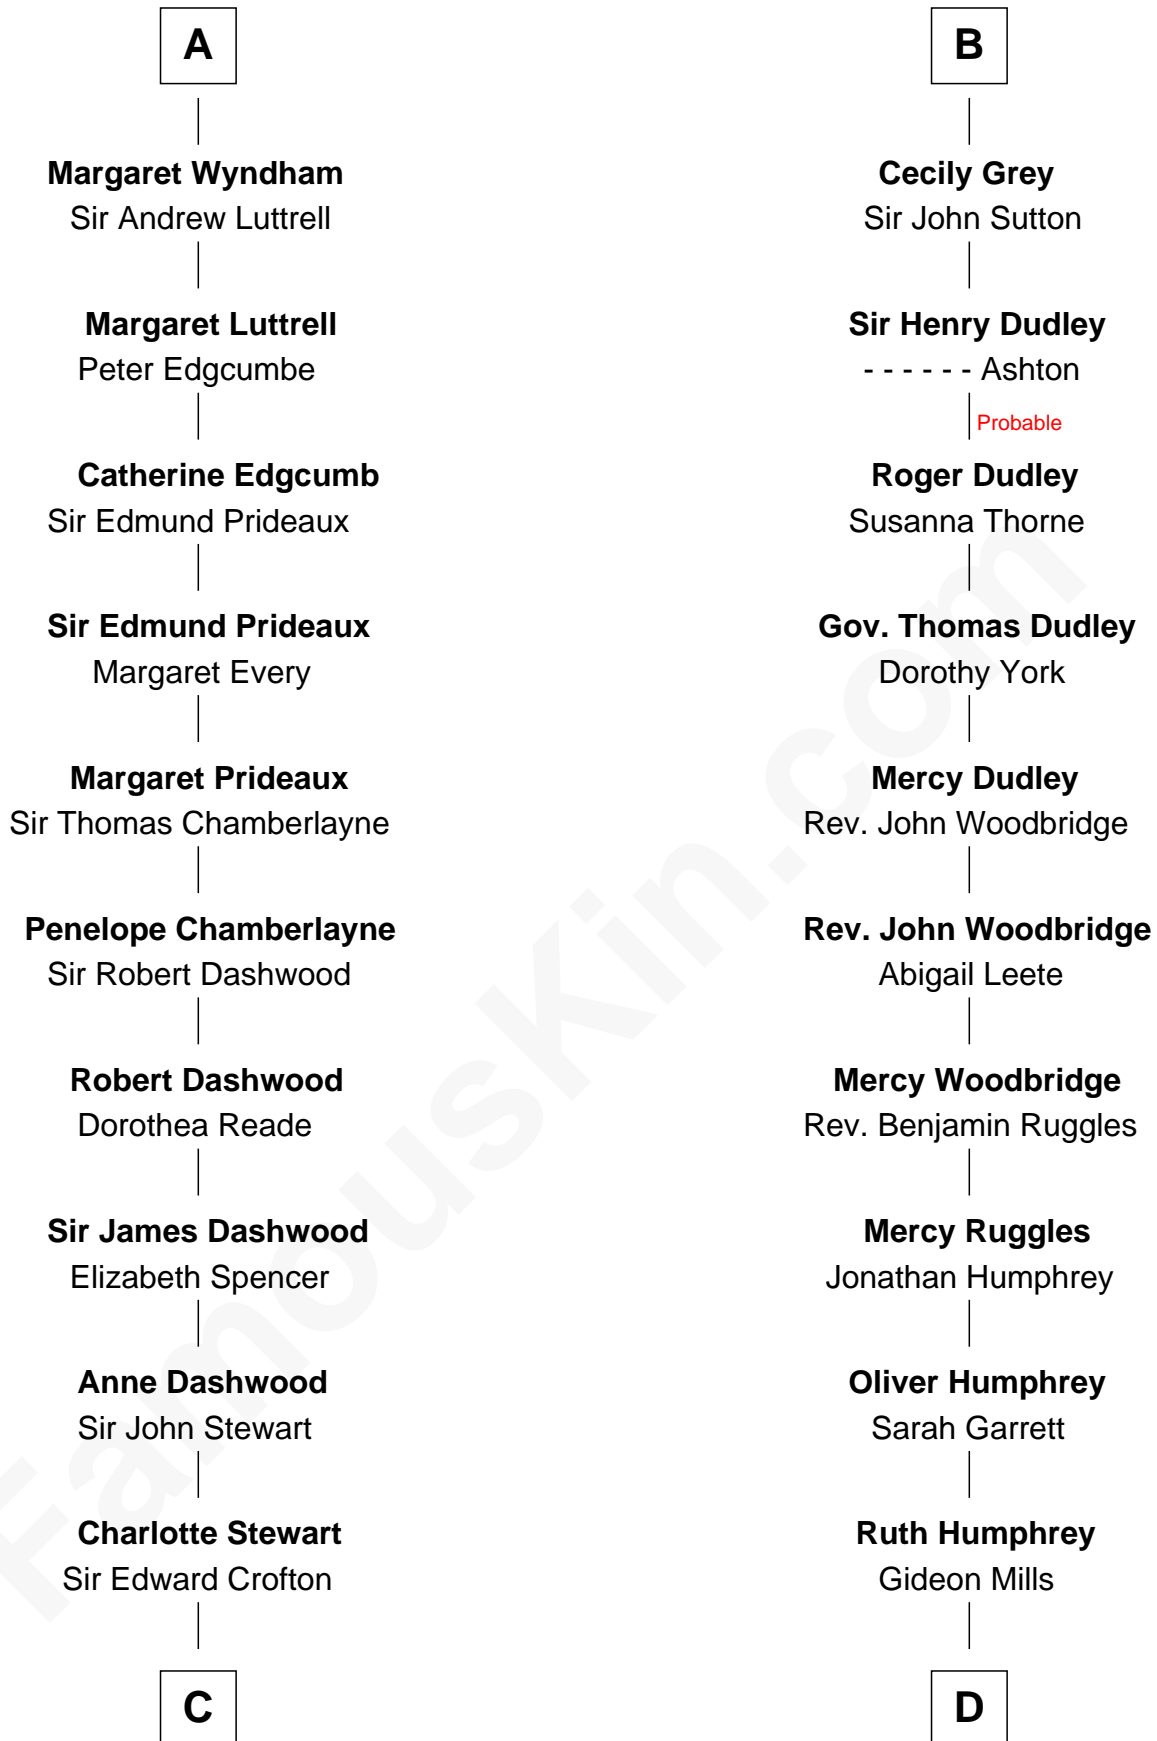 A
Margaret Wyndham
Sir Andrew Luttrell
Margaret Luttrell
Peter Edgcumbe
Catherine Edgcumb
Sir Edmund Prideaux
Sir Edmund Prideaux
Margaret Every
Margaret Prideaux
Sir Thomas Chamberlayne
Penelope Chamberlayne
Sir Robert Dashwood
Robert Dashwood
Dorothea Reade
Sir James Dashwood
Elizabeth Spencer
Anne Dashwood
Sir John Stewart
Charlotte Stewart
Sir Edward Crofton
C
B
Cecily Grey
Sir John Sutton
Sir Henry Dudley
- - - - - - Ashton
Probable
Roger Dudley
Susanna Thorne
Gov. Thomas Dudley
Dorothy York
Mercy Dudley
Rev. John Woodbridge
Rev. John Woodbridge
Abigail Leete
Mercy Woodbridge
Rev. Benjamin Ruggles
Mercy Ruggles
Jonathan Humphrey
Oliver Humphrey
Sarah Garrett
Ruth Humphrey
Gideon Mills
D
FamousKin.com